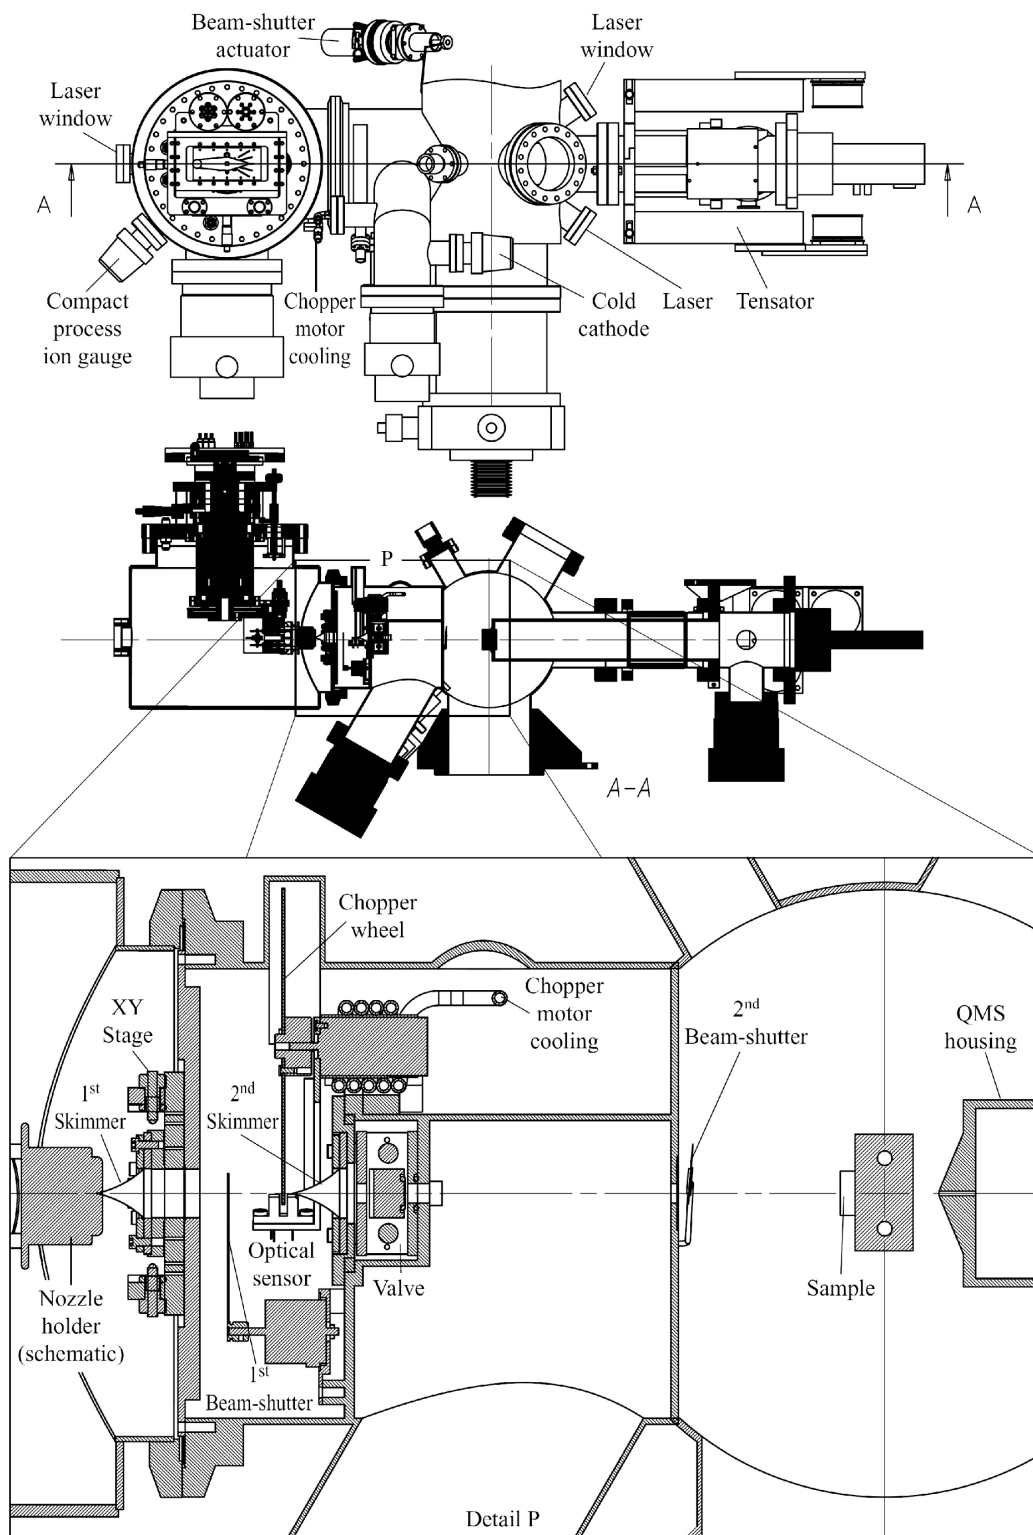 Beam-shutter
actuator
Laser
window
Laser
window
A
A
Compact
process
ion gauge
Chopper
motor
cooling
Cold
cathode
Laser
Tensator
P
A-A
Chopper
wheel
XY
Stage
1st
Skimmer
2nd
Skimmer
Chopper
motor
cooling
2nd
Beam-shutter
QMS
housing
Optical
sensor
Valve
Sample
Nozzle
holder
(schematic)
1st
Beam-shutter
Detail P